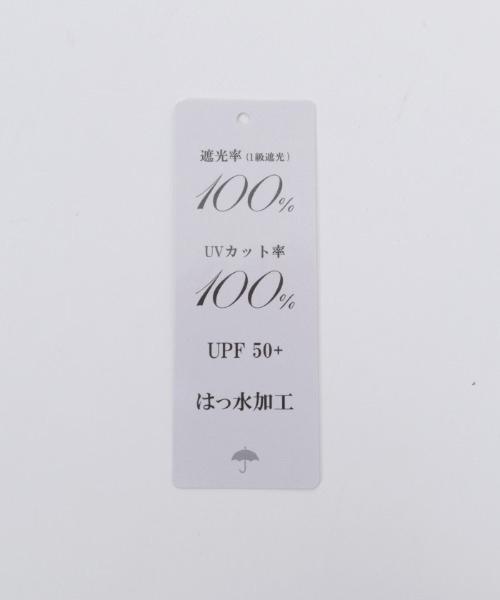 遮光率(1級遮光)
100%
UVカット率
100%
UPF 50+
はっ水加工